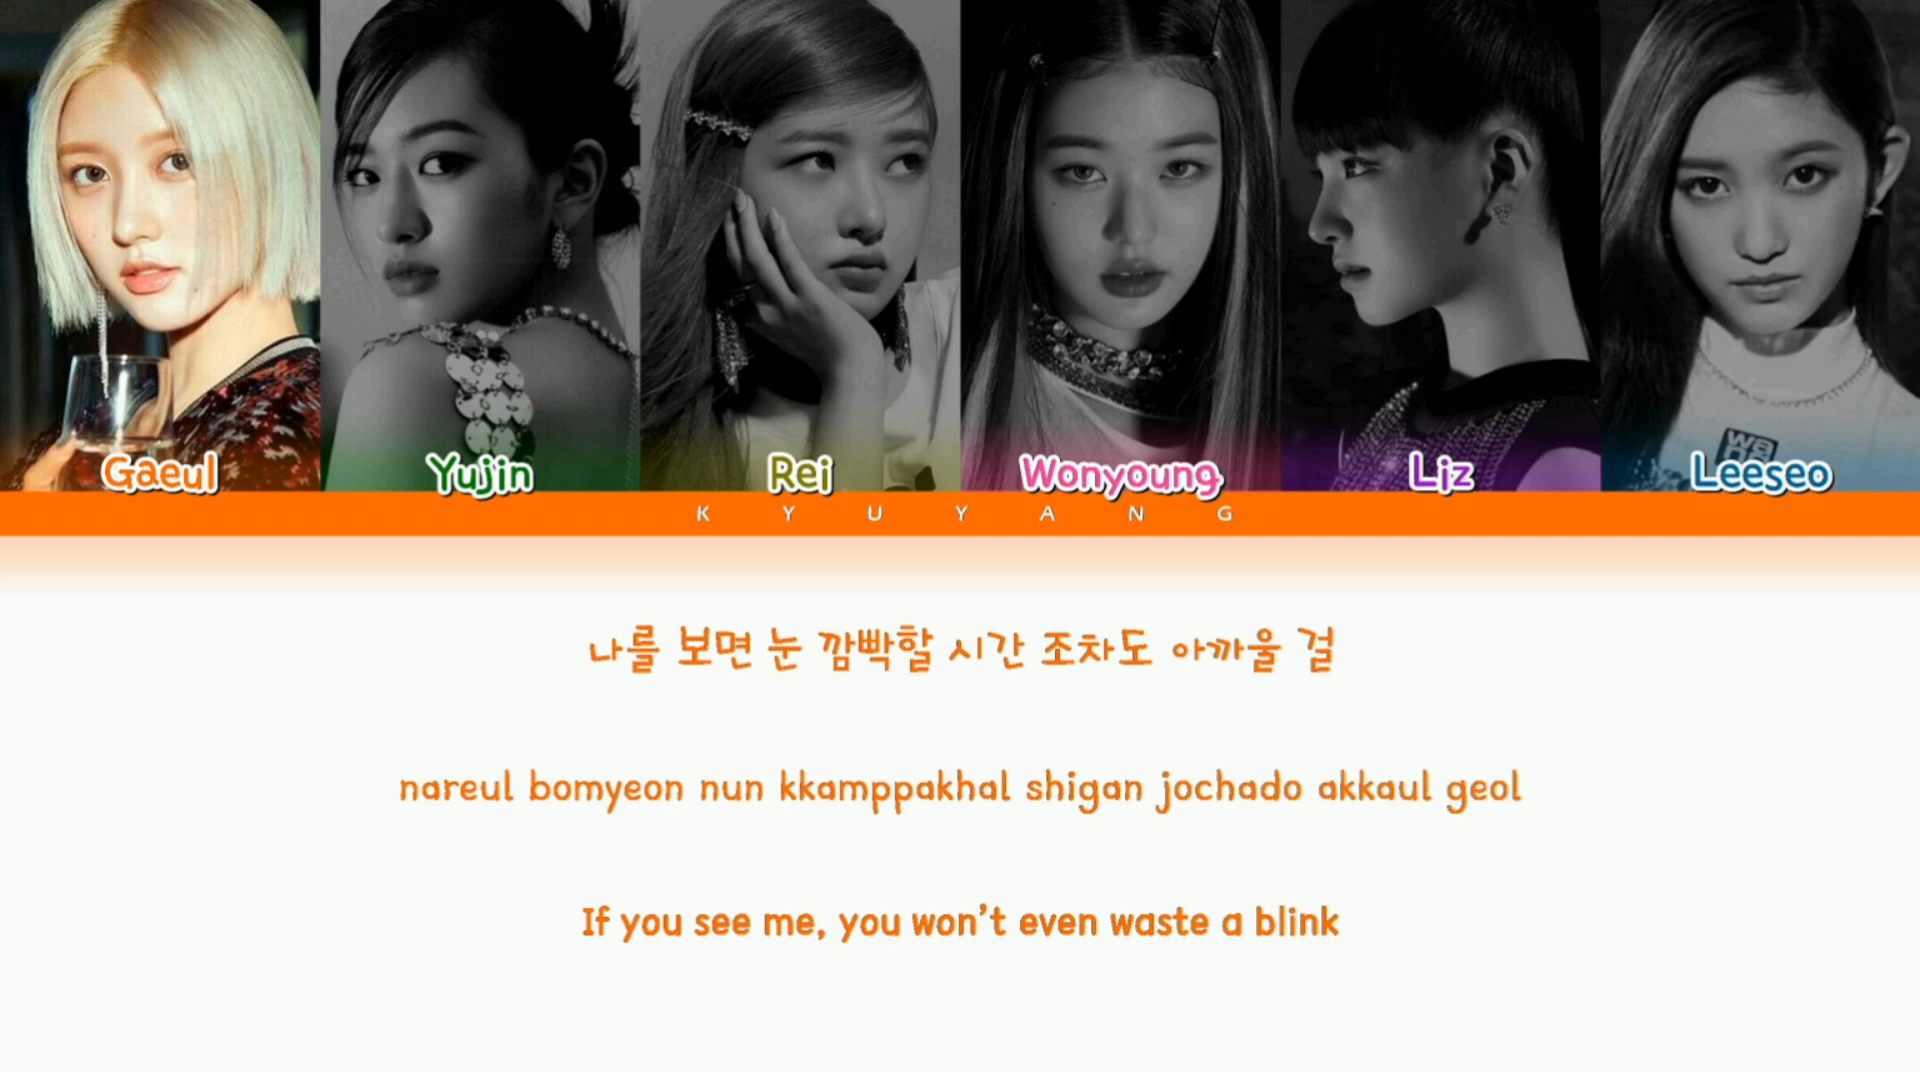 Gaeul Yujin Rei Wonyoung Liz Leeseo
KYUYANG
나를 보면 눈 깜빡할 시간 조차도 아까울 걸
nareul bomyeon nun kkamppakhal shigan jochado akkaul geol
If you see me, you won't even waste a blink